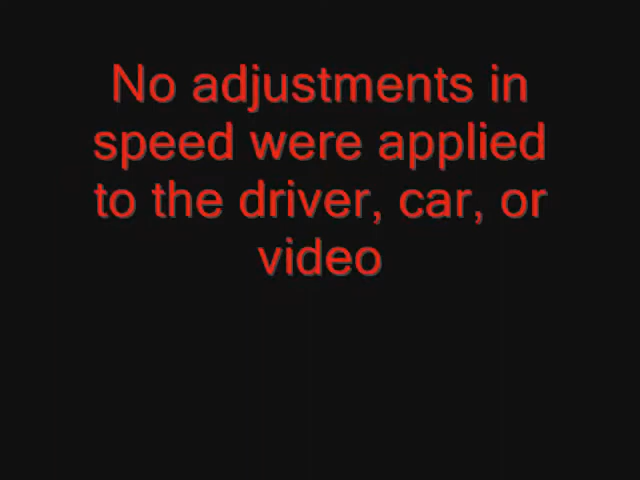 No adjustments in
speed were applied
to the driver, car, or
video